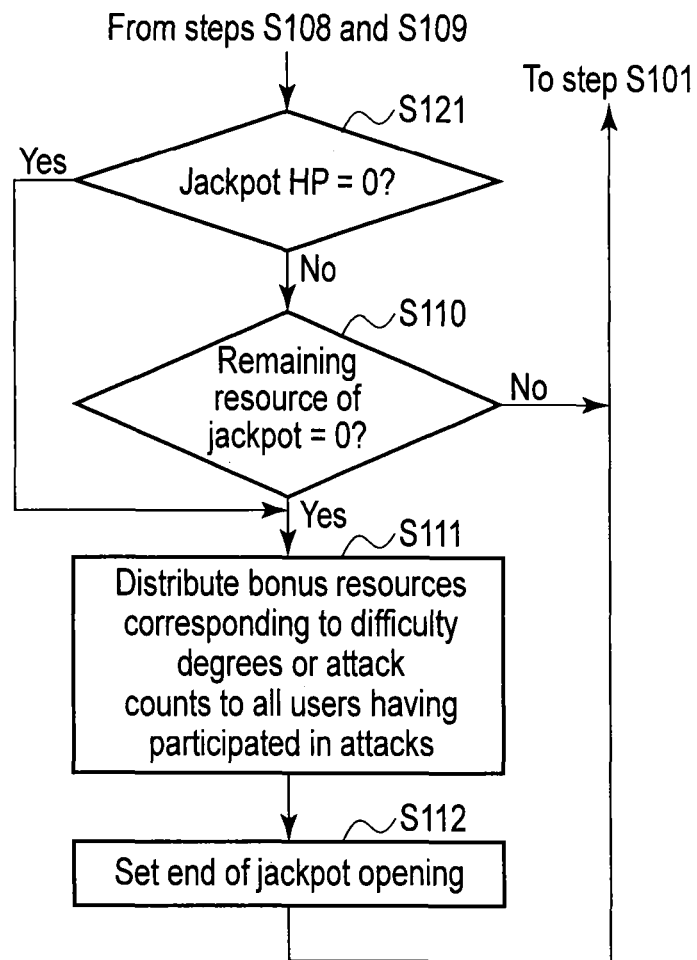 From steps S108 and S109
To step S101
S121
Yes
Jackpot HP = 0?
No
S110
Remaining
resource of
jackpot = 0?
No
Yes
S111
Distribute bonus resources
corresponding to difficulty
degrees or attack
counts to all users having
participated in attacks
S112
Set end of jackpot opening